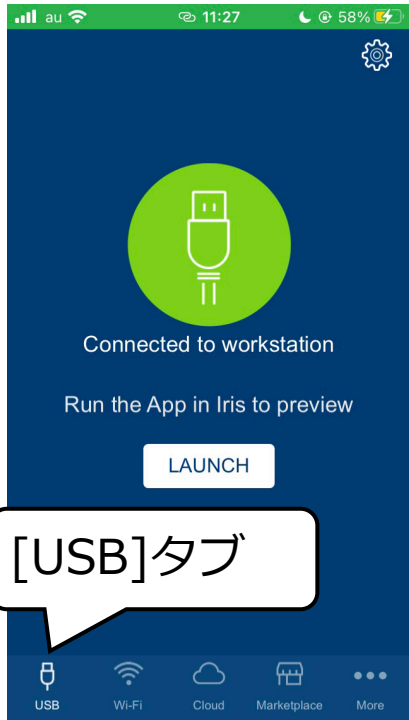 au 11:27 58%
Connected to workstation
Run the App in Iris to preview
LAUNCH
[USB]タブ
USB Wi-Fi Cloud Marketplace More